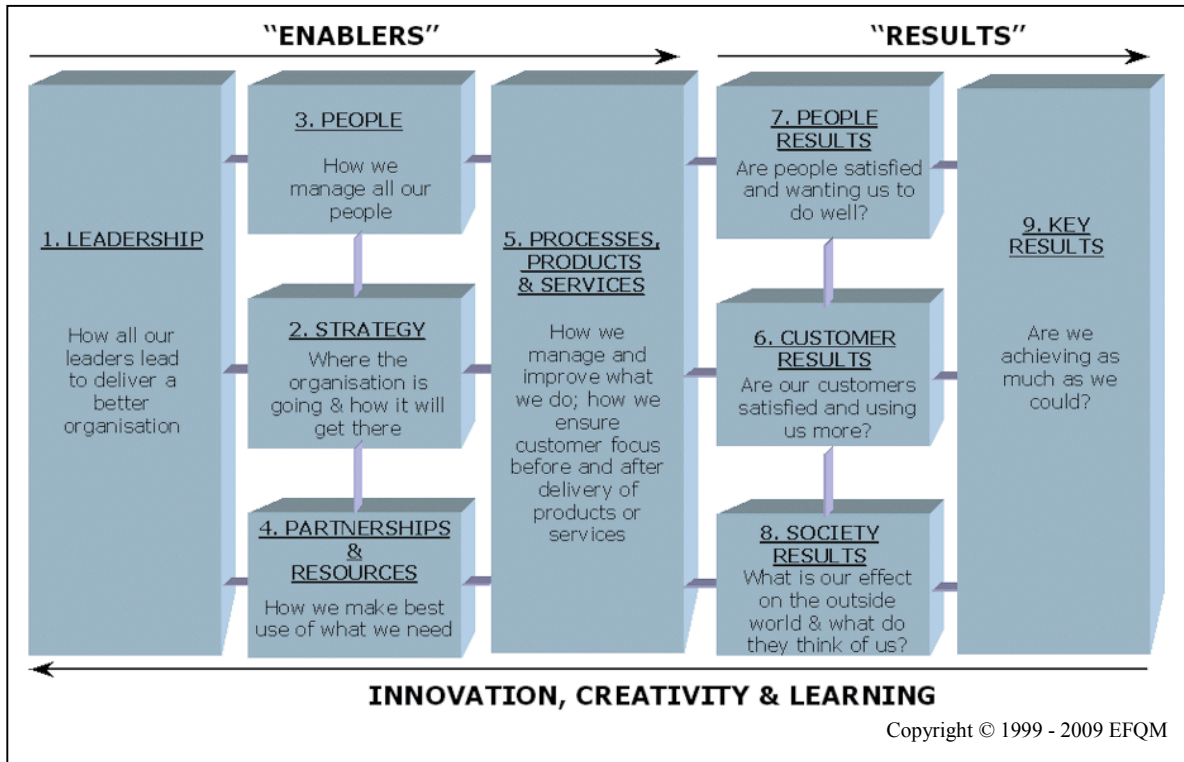 "ENABLERS"
"RESULTS"
1. LEADERSHIP
How all our
leaders lead
to deliver a
better
organisation
3. PEOPLE
How we
manage all our
people
2. STRATEGY
Where the
organisation is
going & how it will
get there
4. PARTNERSHIPS
&
RESOURCES
How we make best
use of what we need
5. PROCESSES,
PRODUCTS
& SERVICES
How we
manage and
improve what
we do; how we
ensure
customer focus
before and after
delivery of
products or
services
7. PEOPLE
RESULTS
Are people satisfied
and wanting us to
do well?
6. CUSTOMER
RESULTS
Are our customers
satisfied and using
us more?
8. SOCIETY
RESULTS
What is our effect
on the outside
world & what do
they think of us?
9. KEY
RESULTS
Are we
achieving as
much as we
could?
INNOVATION, CREATIVITY & LEARNING
Copyright © 1999 - 2009 EFQM